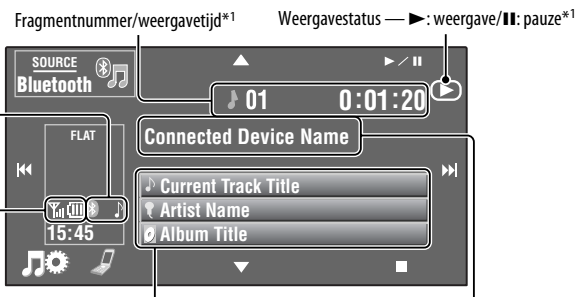 Fragmentnummer/weergavetijd*1
Weergavestatus — ►: weergave/❚❚: pauze*1
SOURCE
Bluetooth
►/❚❚
♪ 01 0:01:20
FLAT
Connected Device Name
Current Track Title
Artist Name
Album Title
15:45